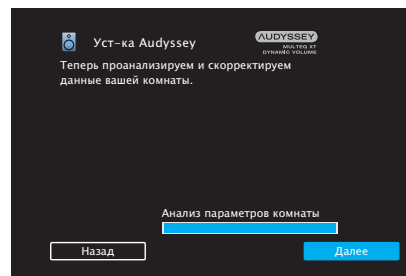 Уст-ка Audyssey
AUDYSSEY
MULTEQ XT
DYNAMIC VOLUME
Теперь проанализируем и скорректируем
данные вашей комнаты.
Анализ параметров комнаты
Назад
Далее